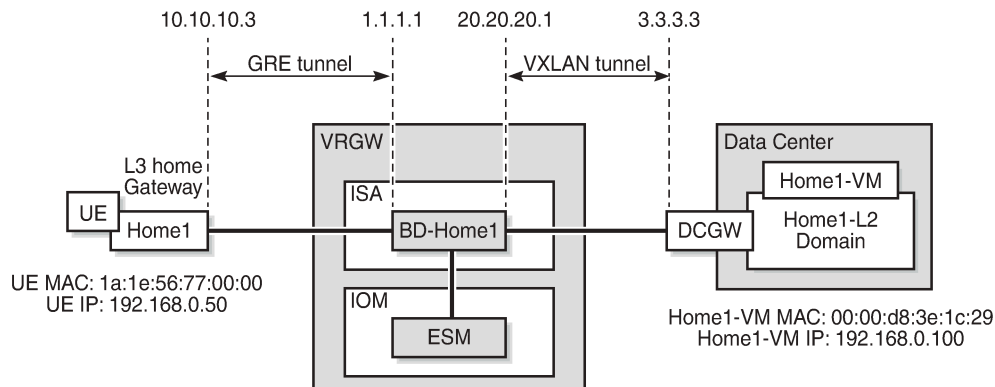 10.10.10.3
1.1.1.1
20.20.20.1
3.3.3.3
GRE tunnel
VXLAN tunnel
L3 home
Gateway
UE
Home1
UE MAC: 1a:1e:56:77:00:00
UE IP: 192.168.0.50
VRGW
ISA
BD-Home1
IOM
ESM
Data Center
Home1-VM
DCGW
Home1-L2
Domain
Home1-VM MAC: 00:00:d8:3e:1c:29
Home1-VM IP: 192.168.0.100